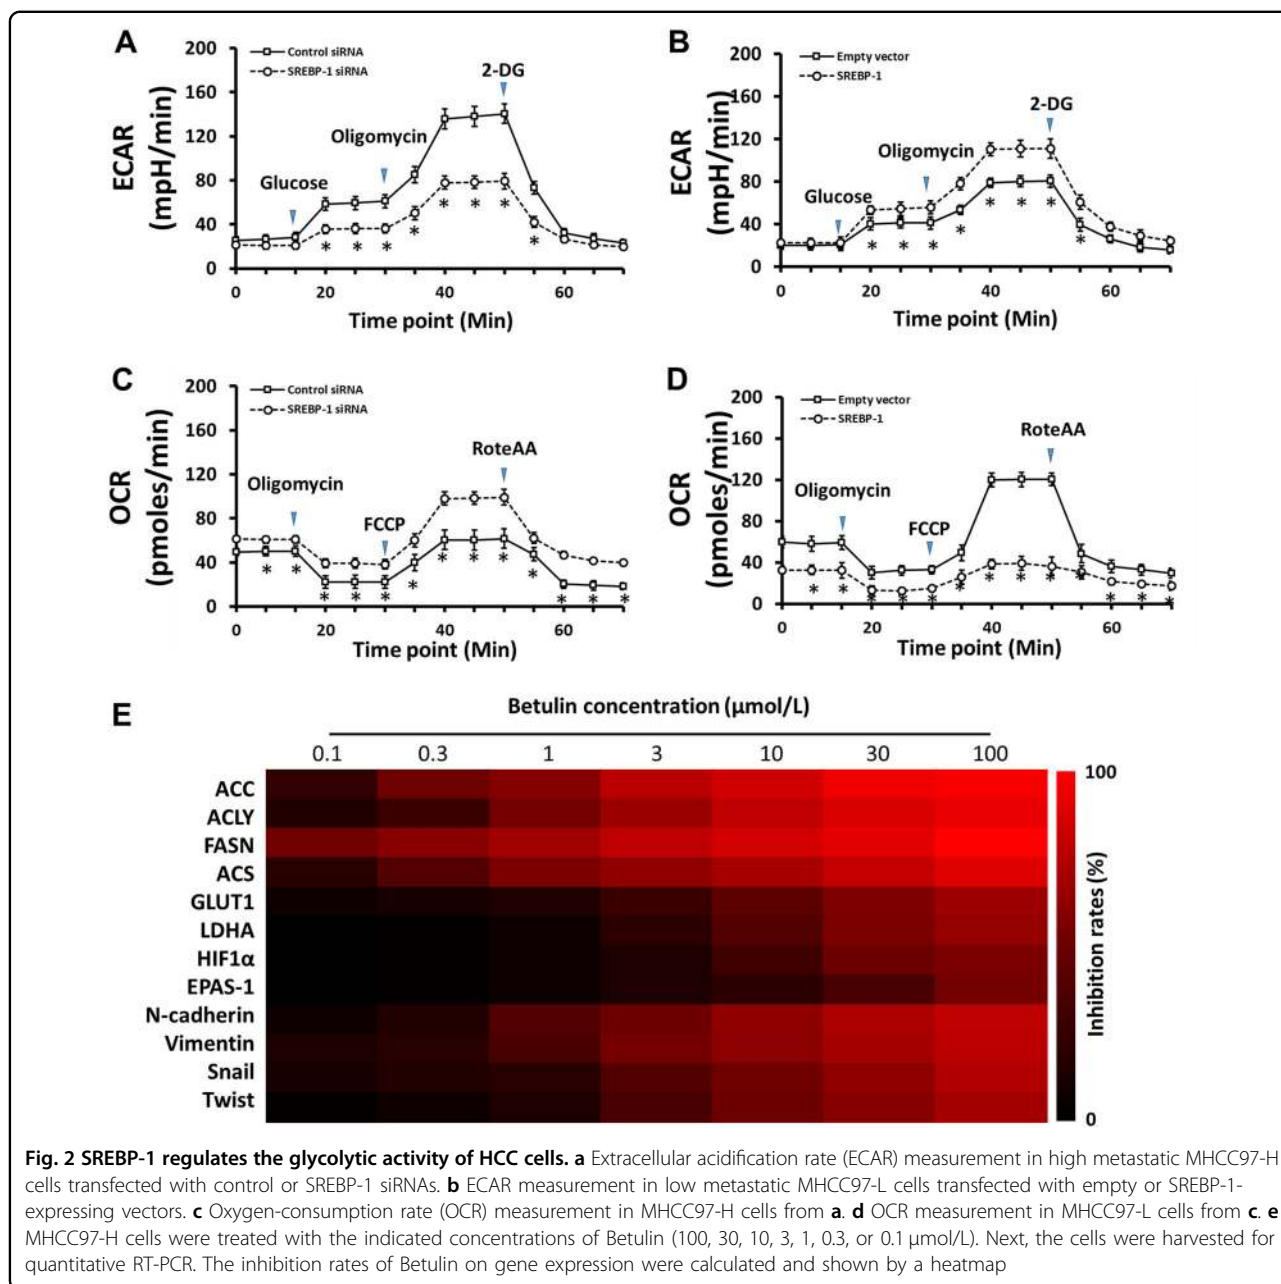 A
Control siRNA
SREBP-1 siRNA
200
160
120
80
40
0
ECAR
(mpH/min)
Glucose
Oligomycin
2-DG
* * * * * * * *
0 20 40 60
Time point (Min)
B
Empty vector
SREBP-1
200
160
120
80
40
0
ECAR
(mpH/min)
Glucose
Oligomycin
2-DG
* * * * * * * *
0 20 40 60
Time point (Min)
C
Control siRNA
SREBP-1 siRNA
200
160
120
80
40
0
OCR
(pmoles/min)
Oligomycin
FCCP
RoteAA
* * * * * * * * * * * * *
0 20 40 60
Time point (Min)
D
Empty vector
SREBP-1
200
160
120
80
40
0
OCR
(pmoles/min)
Oligomycin
FCCP
RoteAA
* * * * * * * * * * * * *
0 20 40 60
Time point (Min)
E
Betulin concentration (μmol/L)
0.1 0.3 1 3 10 30 100
ACC
ACLY
FASN
ACS
GLUT1
LDHA
HIF1α
EPAS-1
N-cadherin
Vimentin
Snail
Twist
100
Inhibition rates (%)
0
Fig. 2 SREBP-1 regulates the glycolytic activity of HCC cells. a Extracellular acidification rate (ECAR) measurement in high metastatic MHCC97-H
cells transfected with control or SREBP-1 siRNAs. b ECAR measurement in low metastatic MHCC97-L cells transfected with empty or SREBP-1-
expressing vectors. c Oxygen-consumption rate (OCR) measurement in MHCC97-H cells from a. d OCR measurement in MHCC97-L cells from c. e
MHCC97-H cells were treated with the indicated concentrations of Betulin (100, 30, 10, 3, 1, 0.3, or 0.1 μmol/L). Next, the cells were harvested for
quantitative RT-PCR. The inhibition rates of Betulin on gene expression were calculated and shown by a heatmap